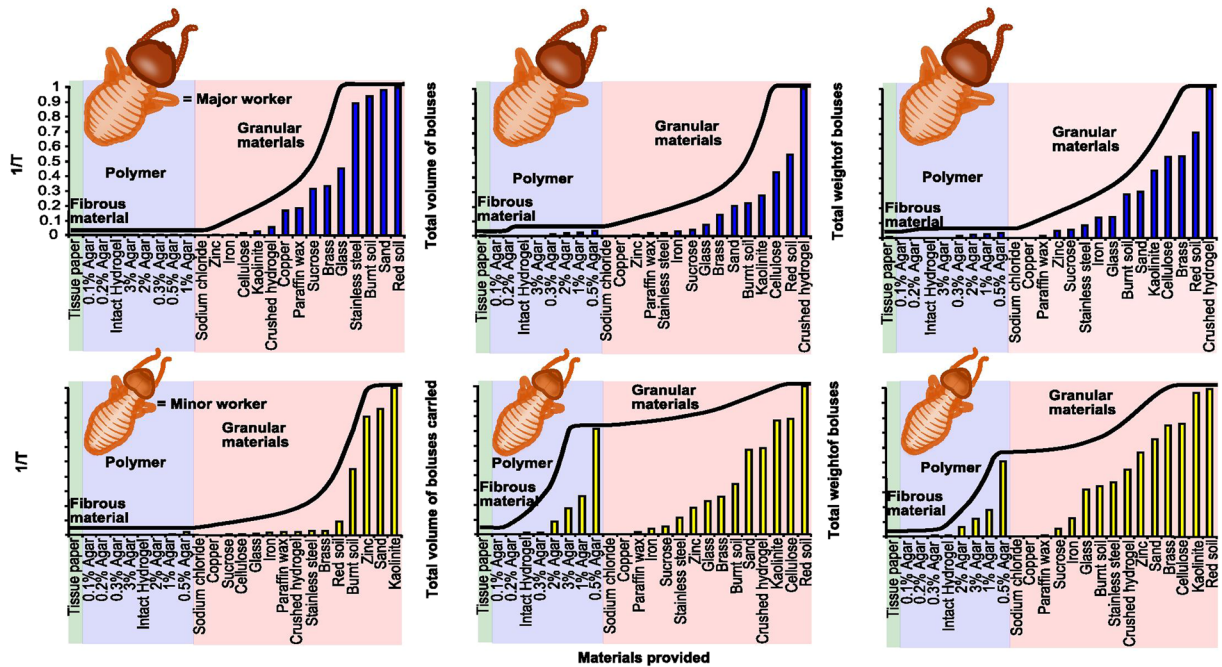 1/T
1
0.9
0.8
0.7
0.6
0.5
0.4
0.3
0.2
0.1
0
= Major worker
Granular
materials
Polymer
Fibrous
material
Tissue paper
0.1% Agar
0.2% Agar
Intact Hydrogel
3% Agar
2% Agar
0.3% Agar
0.5% Agar
1% Agar
Sodium chloride
Zinc
Iron
Cellulose
Kaolinite
Crushed hydrogel
Copper
Paraffin wax
Sucrose
Brass
Glass
Stainless steel
Burnt soil
Sand
Red soil
Total volume of boluses
Granular
materials
Polymer
Fibrous
material
Tissue paper
0.1% Agar
0.2% Agar
Intact Hydrogel
3% Agar
0.3% Agar
2% Agar
1% Agar
0.5% Agar
Sodium chloride
Copper
Zinc
Paraffin wax
Stainless steel
Iron
Sucrose
Glass
Brass
Sand
Burnt soil
Kaolinite
Cellulose
Red soil
Crushed hydrogel
Total weightof boluses
Granular
materials
Polymer
Fibrous
material
Tissue paper
0.1% Agar
0.2% Agar
Intact Hydrogel
3% Agar
0.3% Agar
2% Agar
1% Agar
0.5% Agar
Sodium chloride
Copper
Paraffin wax
Zinc
Sucrose
Stainless steel
Iron
Glass
Burnt soil
Sand
Kaolinite
Cellulose
Brass
Red soil
Crushed hydrogel
1/T
= Minor worker
Granular
materials
Polymer
Fibrous
material
Tissue paper
0.1% Agar
0.2% Agar
0.3% Agar
3% Agar
Intact Hydrogel
2% Agar
1% Agar
0.5% Agar
Sodium chloride
Copper
Sucrose
Cellulose
Glass
Iron
Paraffin wax
Crushed hydrogel
Stainless steel
Brass
Red soil
Burnt soil
Zinc
Sand
Kaolinite
Total volume of boluses carried
Granular materials
Polymer
Fibrous
material
Tissue paper
0.1% Agar
0.2% Agar
Intact Hydrogel
0.3% Agar
2% Agar
3% Agar
1% Agar
0.5% Agar
Sodium chloride
Copper
Paraffin wax
Iron
Sucrose
Zinc
Stainless steel
Glass
Brass
Burnt soil
Sand
Crushed hydrogel
Kaolinite
Cellulose
Red soil
Total weightof boluses
Granular
materials
Polymer
Fibrous
material
Tissue paper
0.1% Agar
0.2% Agar
0.3% Agar
Intact Hydrogel
2% Agar
3% Agar
1% Agar
0.5% Agar
Sodium chloride
Copper
Paraffin wax
Sucrose
Iron
Glass
Burnt soil
Stainless steel
Crushed hydrogel
Zinc
Sand
Brass
Cellulose
Kaolinite
Red soil
Materials provided